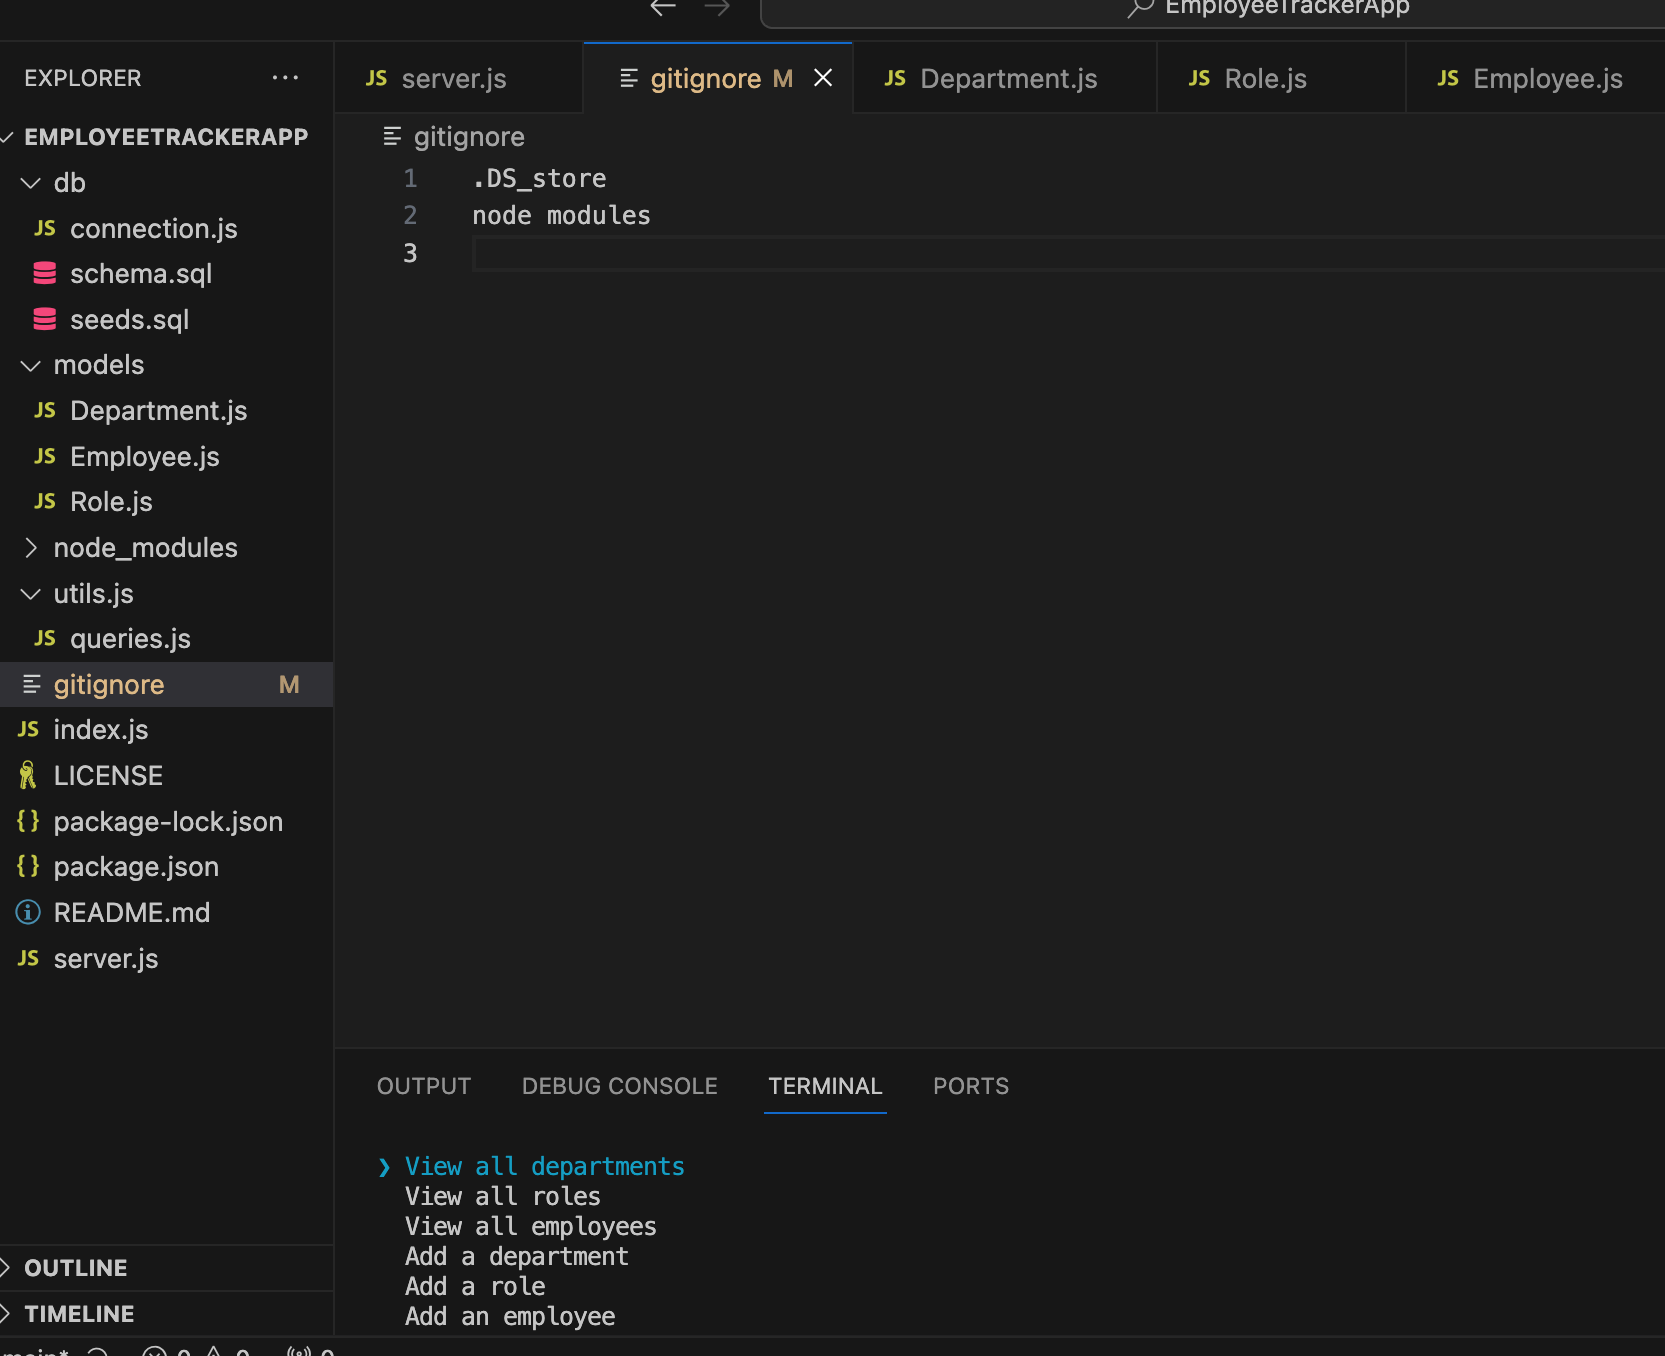 EmployeeTrackerApp
EXPLORER ...
JS server.js
gitignore M
JS Department.js
JS Role.js
JS Employee.js
EMPLOYEETRACKERAPP
db
JS connection.js
schema.sql
seeds.sql
models
JS Department.js
JS Employee.js
JS Role.js
node_modules
utils.js
JS queries.js
gitignore M
JS index.js
LICENSE
{} package-lock.json
{} package.json
README.md
JS server.js
OUTLINE
TIMELINE
gitignore
1 .DS_store
2 node modules
3
OUTPUT DEBUG CONSOLE TERMINAL PORTS
❯ View all departments
View all roles
View all employees
Add a department
Add a role
Add an employee
main* 0 0 0